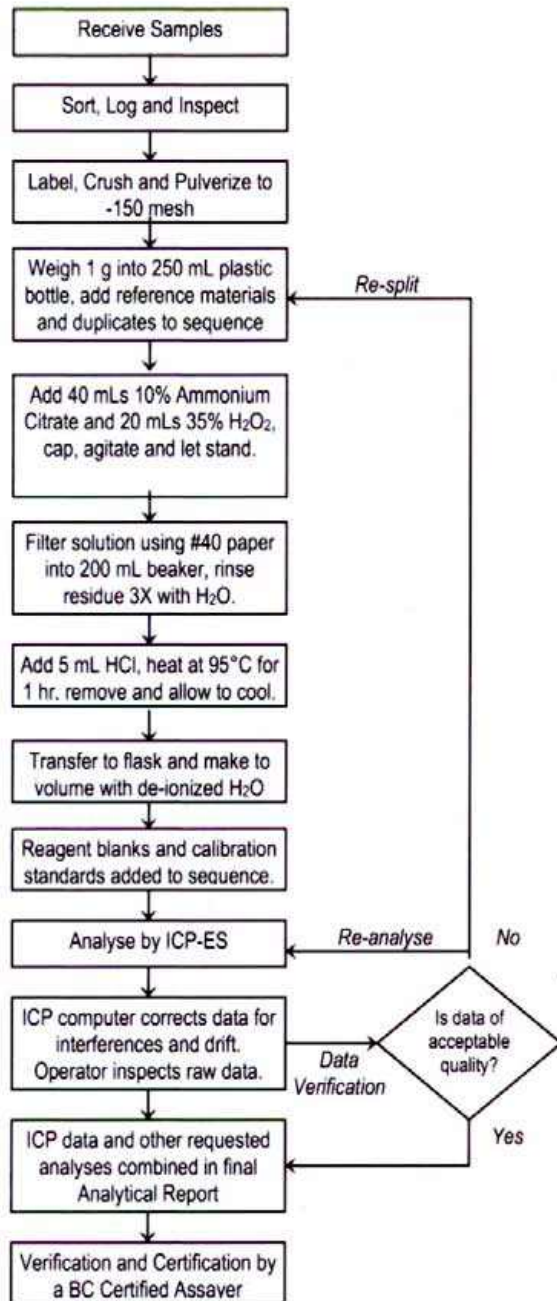 Receive Samples
Sort, Log and Inspect
Label, Crush and Pulverize to
-150 mesh
Weigh 1 g into 250 mL plastic
bottle, add reference materials
and duplicates to sequence
Re-split
Add 40 mLs 10% Ammonium
Citrate and 20 mLs 35% H₂O₂,
cap, agitate and let stand.
Filter solution using #40 paper
into 200 mL beaker, rinse
residue 3X with H₂O.
Add 5 mL HCl, heat at 95°C for
1 hr. remove and allow to cool.
Transfer to flask and make to
volume with de-ionized H₂O
Reagent blanks and calibration
standards added to sequence.
Analyse by ICP-ES
Re-analyse
No
ICP computer corrects data for
interferences and drift.
Operator inspects raw data.
Data
Verification
Is data of
acceptable
quality?
Yes
ICP data and other requested
analyses combined in final
Analytical Report
Verification and Certification by
a BC Certified Assayer